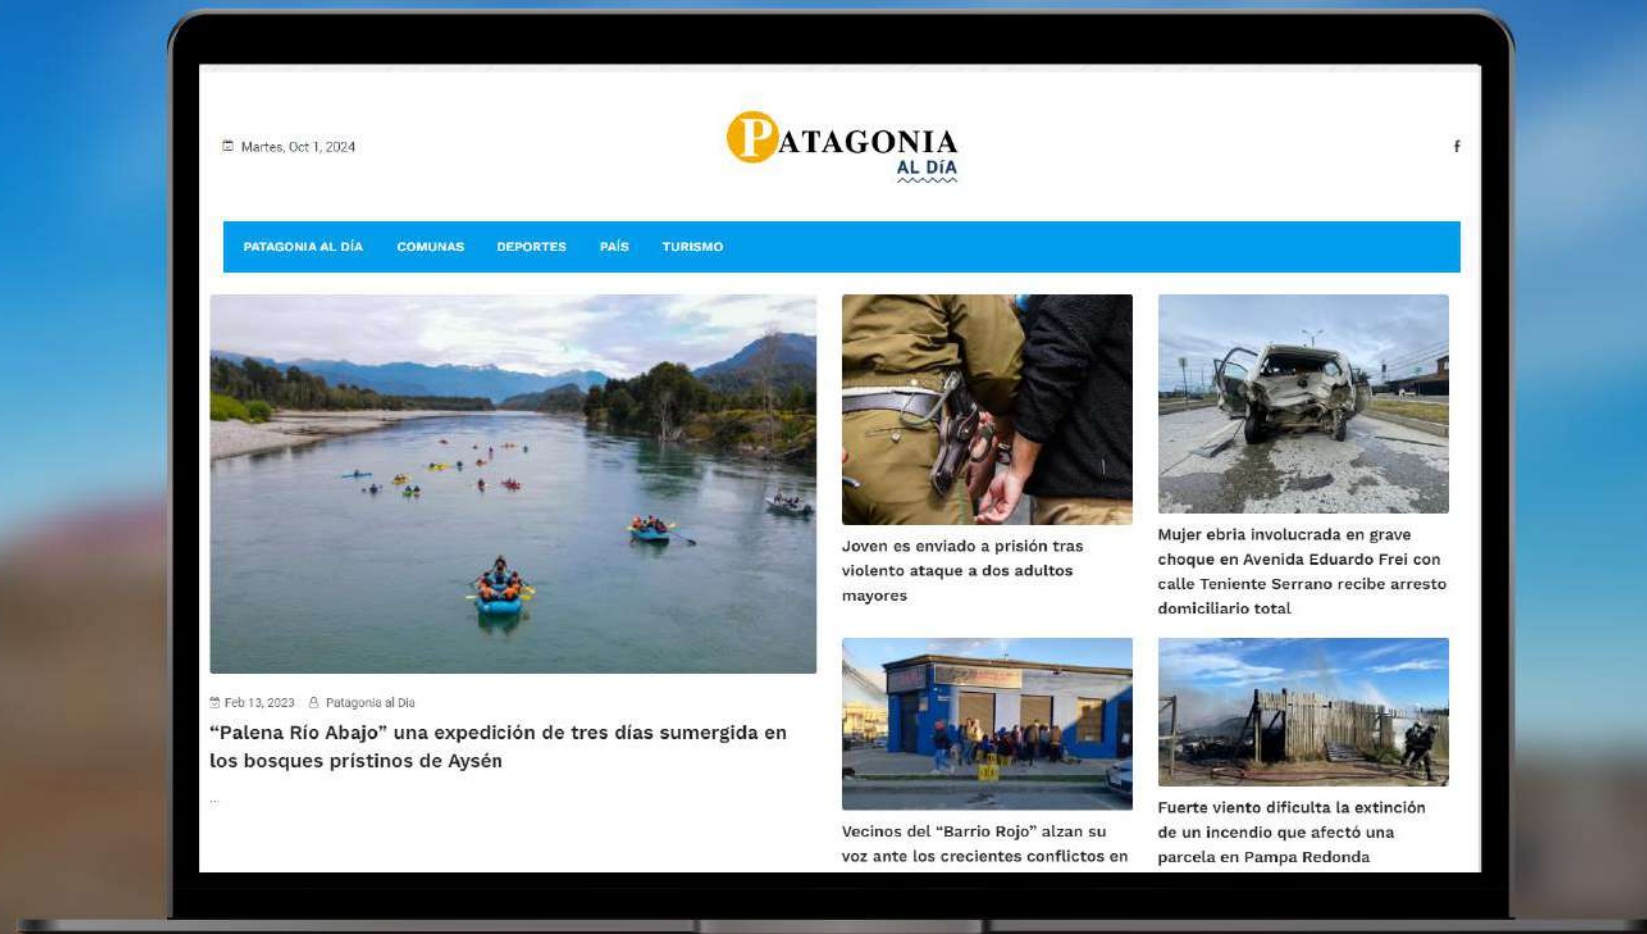 Martes, Oct 1, 2024
PATAGONIA
AL DíA
f
PATAGONIA AL DÍA COMUNAS DEPORTES PAÍS TURISMO
Feb 13, 2023 Patagonia al Dia
“Palena Río Abajo” una expedición de tres días sumergida en
los bosques prístinos de Aysén
...
Joven es enviado a prisión tras
violento ataque a dos adultos
mayores
Mujer ebria involucrada en grave
choque en Avenida Eduardo Frei con
calle Teniente Serrano recibe arresto
domiciliario total
Vecinos del “Barrio Rojo” alzan su
voz ante los crecientes conflictos en
Fuerte viento dificulta la extinción
de un incendio que afectó una
parcela en Pampa Redonda